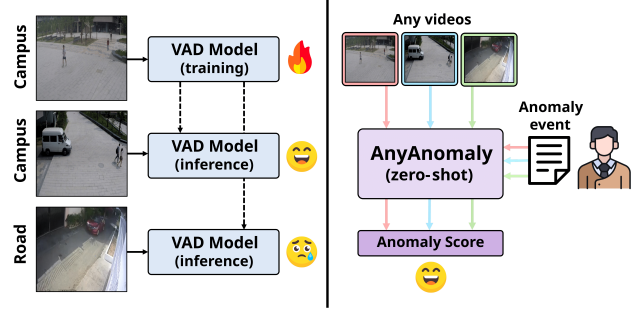 Campus
VAD Model
(training)
Campus
VAD Model
(inference)
Road
VAD Model
(inference)
Any videos
Anomaly
event
AnyAnomaly
(zero-shot)
Anomaly Score